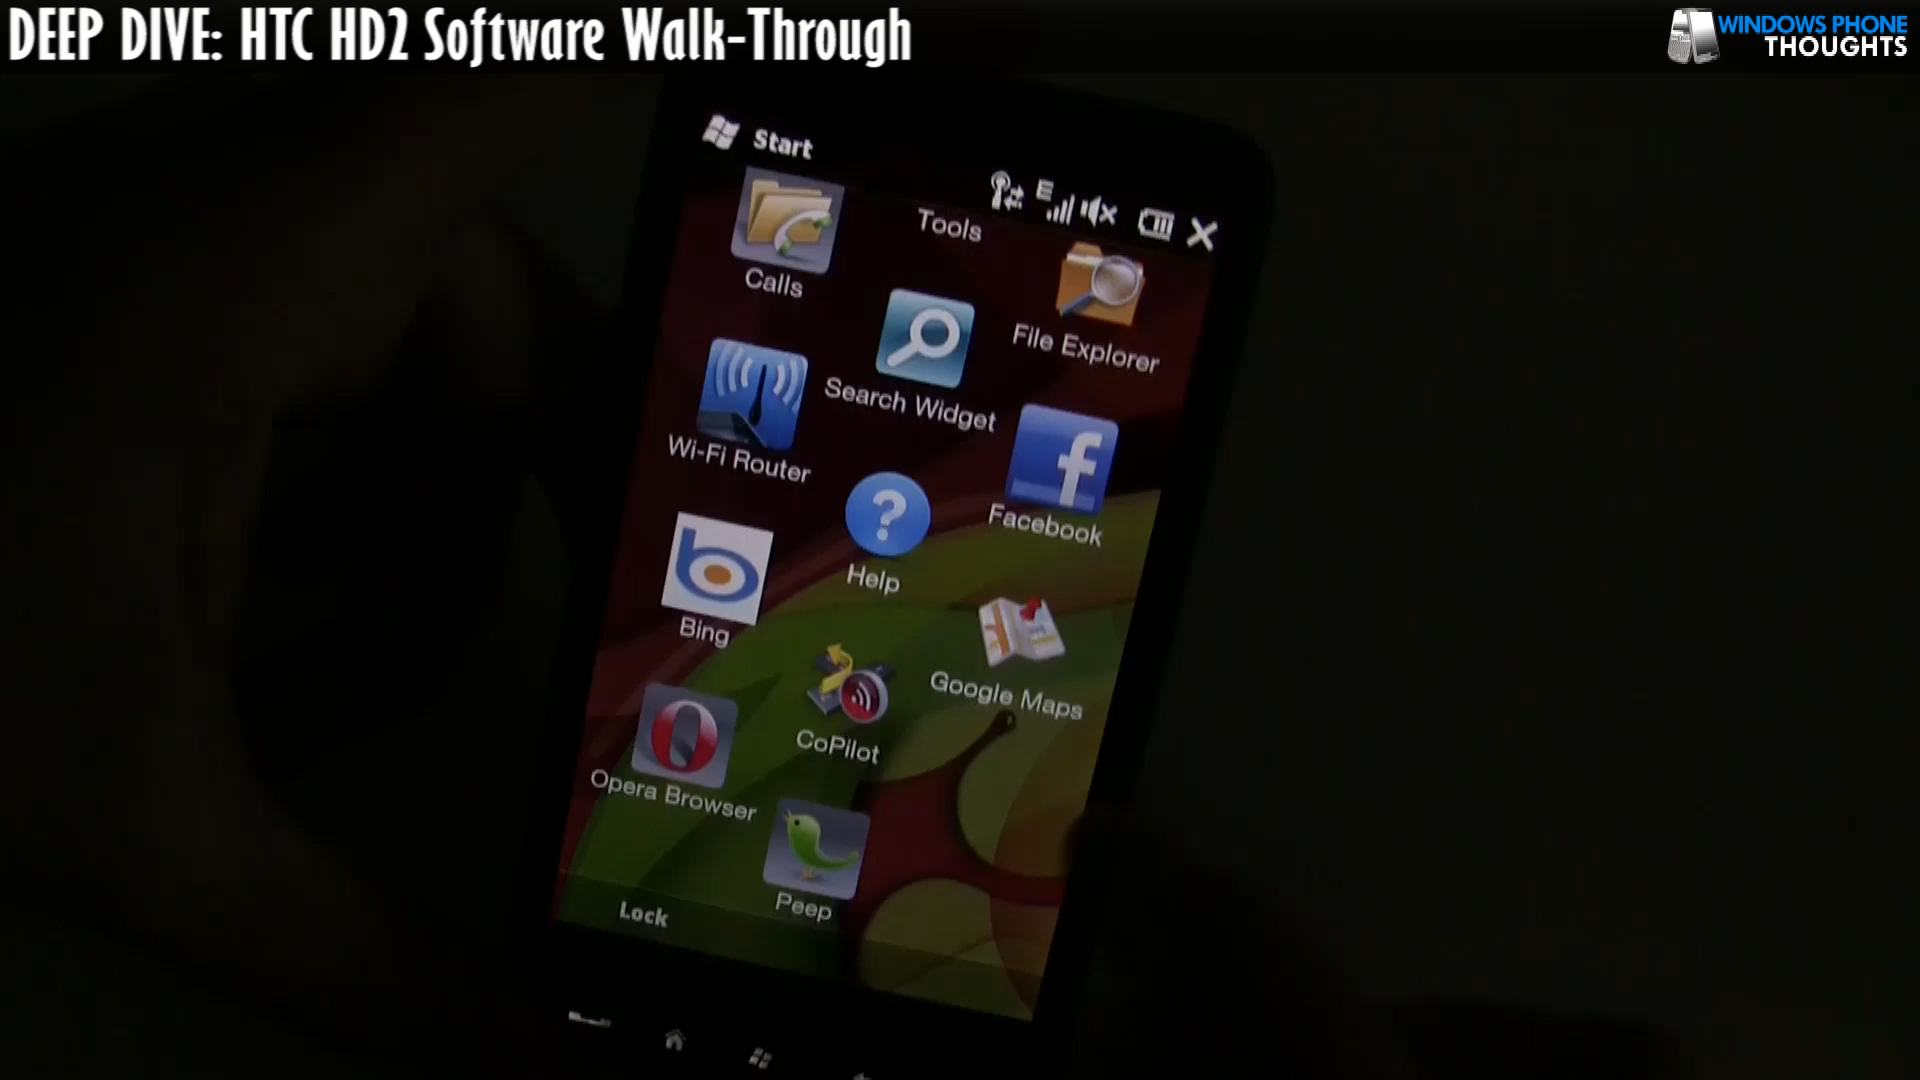 DEEP DIVE: HTC HD2 Software Walk-Through
WINDOWS PHONE
THOUGHTS
Start
E
Calls
Tools
File Explorer
Wi-Fi Router
Search Widget
Facebook
Bing
Help
Google Maps
Opera Browser
CoPilot
Peep
Lock